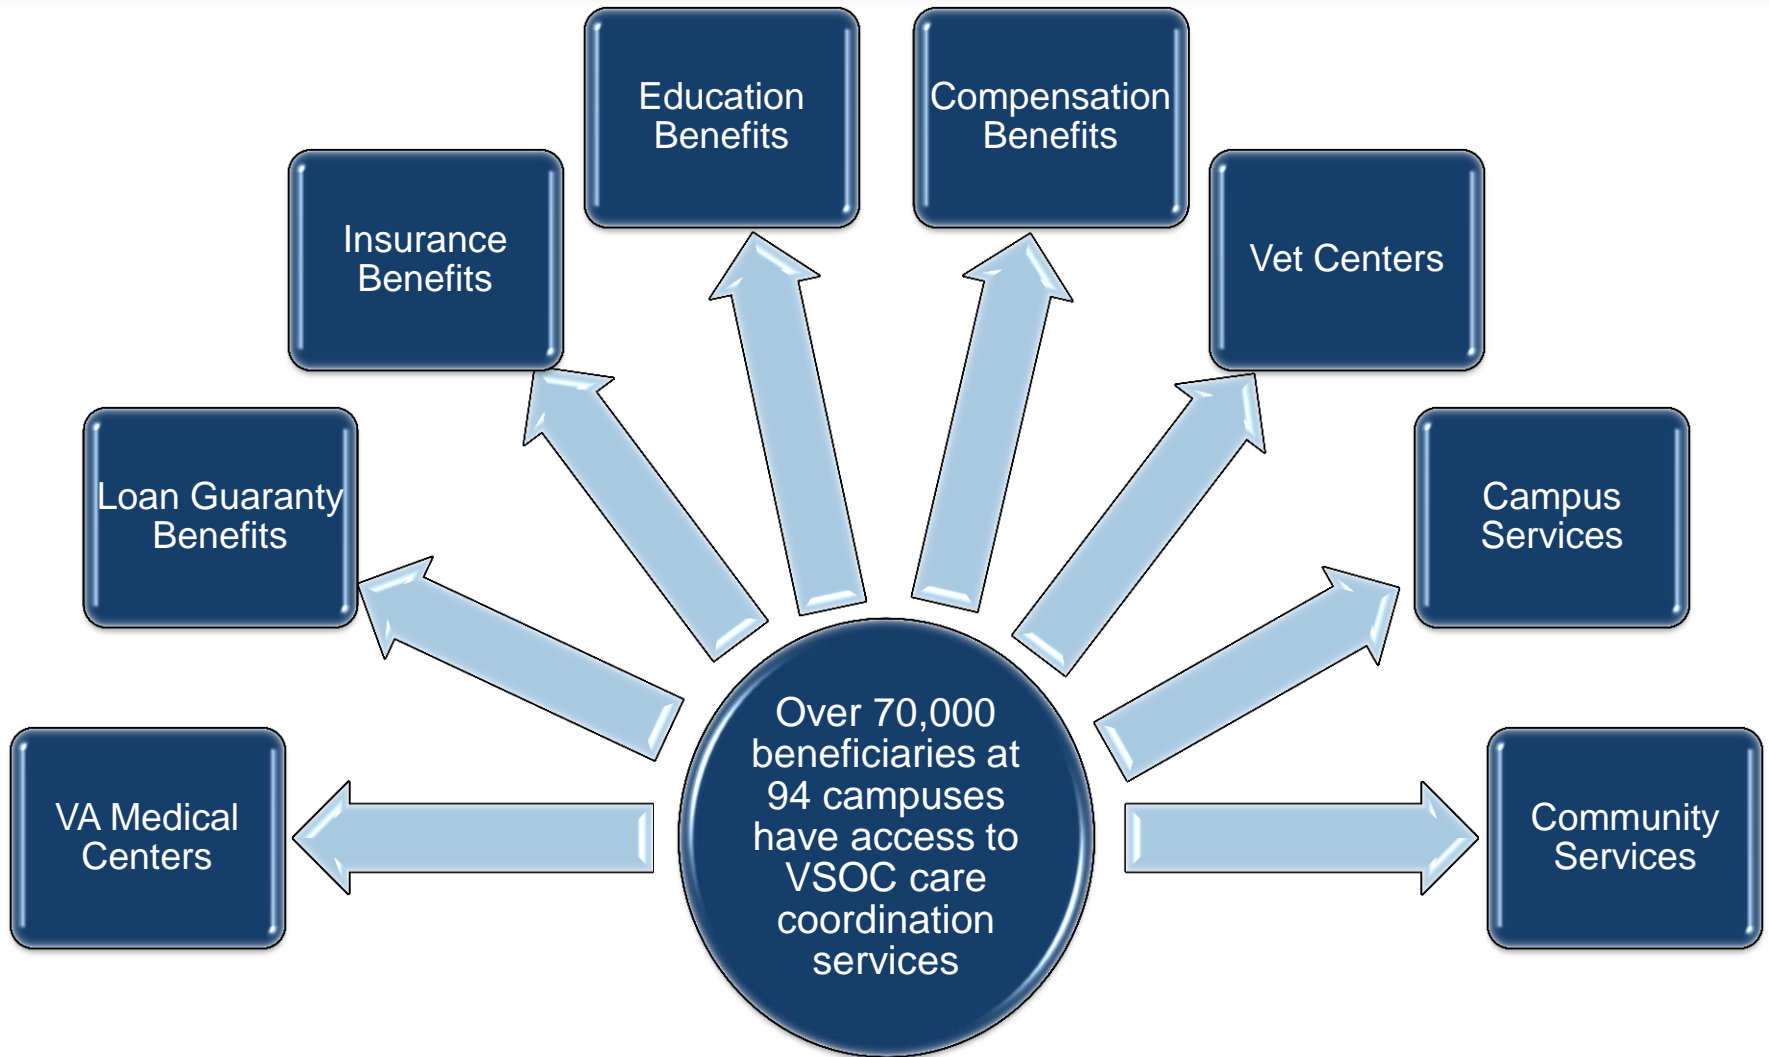 Education
Benefits
Compensation
Benefits
Insurance
Benefits
Vet Centers
Loan Guaranty
Benefits
Campus
Services
VA Medical
Centers
Over 70,000
beneficiaries at
94 campuses
have access to
VSOC care
coordination
services
Community
Services